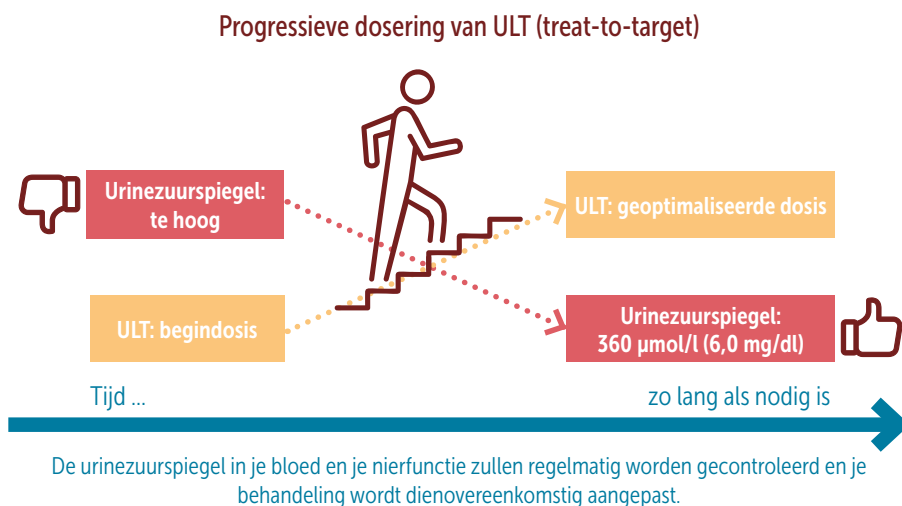 Progressieve dosering van ULT (treat-to-target)
Urinezuurspiegel:
te hoog
ULT: geoptimaliseerde dosis
ULT: begindosis
Urinezuurspiegel:
360 µmol/l (6,0 mg/dl)
Tijd ...
zo lang als nodig is
De urinezuurspiegel in je bloed en je nierfunctie zullen regelmatig worden gecontroleerd en je
behandeling wordt dienovereenkomstig aangepast.